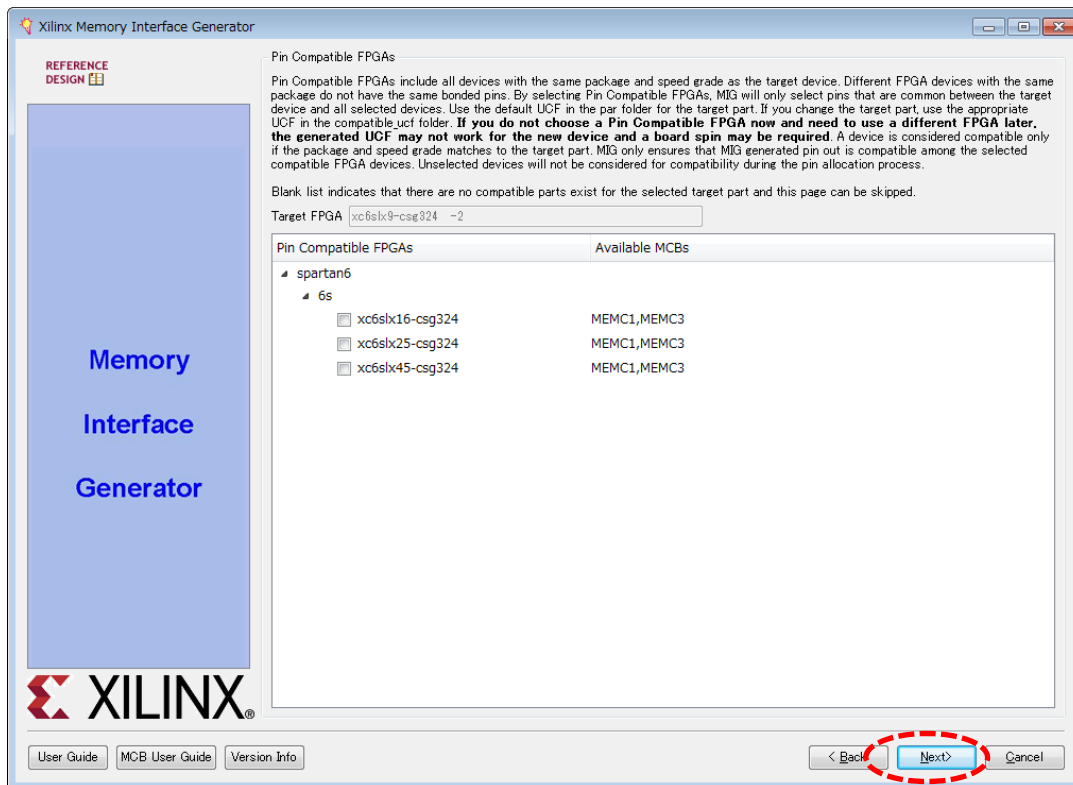 Xilinx Memory Interface Generator
REFERENCE
DESIGN
Pin Compatible FPGAs
Pin Compatible FPGAs include all devices with the same package and speed grade as the target device. Different FPGA devices with the same
package do not have the same bonded pins. By selecting Pin Compatible FPGAs, MIG will only select pins that are common between the target
device and all selected devices. Use the default UCF in the par folder for the target part. If you change the target part, use the appropriate
UCF in the compatible_ucf folder. If you do not choose a Pin Compatible FPGA now and need to use a different FPGA later,
the generated UCF may not work for the new device and a board spin may be required. A device is considered compatible only
if the package and speed grade matches to the target part. MIG only ensures that MIG generated pin out is compatible among the selected
compatible FPGA devices. Unselected devices will not be considered for compatibility during the pin allocation process.
Blank list indicates that there are no compatible parts exist for the selected target part and this page can be skipped.
Target FPGA xc6slx9-csg324 -2
Pin Compatible FPGAs Available MCBs
spartan6
6s
xc6slx16-csg324 MEMC1,MEMC3
xc6slx25-csg324 MEMC1,MEMC3
xc6slx45-csg324 MEMC1,MEMC3
Memory
Interface
Generator
XILINX®
User Guide MCB User Guide Version Info < Back Next> Cancel